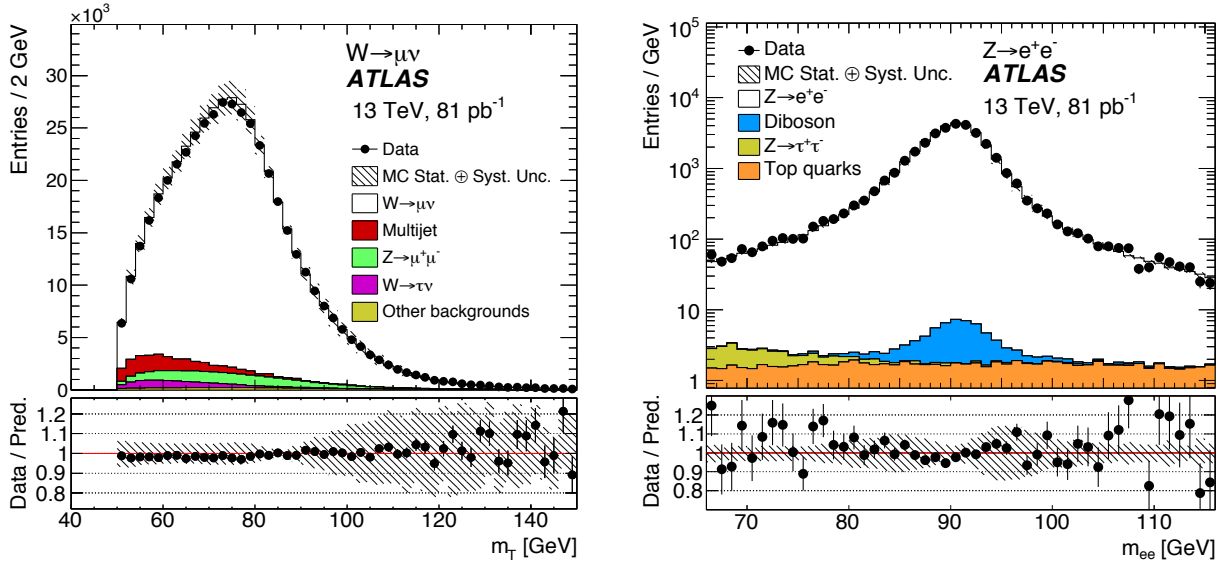 ×10³
Entries / 2 GeV
30
25
20
15
10
5
0
W→μν
ATLAS
13 TeV, 81 pb⁻¹
Data
MC Stat. ⊕ Syst. Unc.
W→μν
Multijet
Z→μ⁺μ⁻
W→τν
Other backgrounds
Data / Pred.
1.2
1.1
1
0.9
0.8
40 60 80 100 120 140
m_T [GeV]
Entries / GeV
10⁵
10⁴
10³
10²
10
1
Data
MC Stat. ⊕ Syst. Unc.
Z→e⁺e⁻
Diboson
Z→τ⁺τ⁻
Top quarks
Z→e⁺e⁻
ATLAS
13 TeV, 81 pb⁻¹
Data / Pred.
1.2
1.1
1
0.9
0.8
70 80 90 100 110
m_ee [GeV]